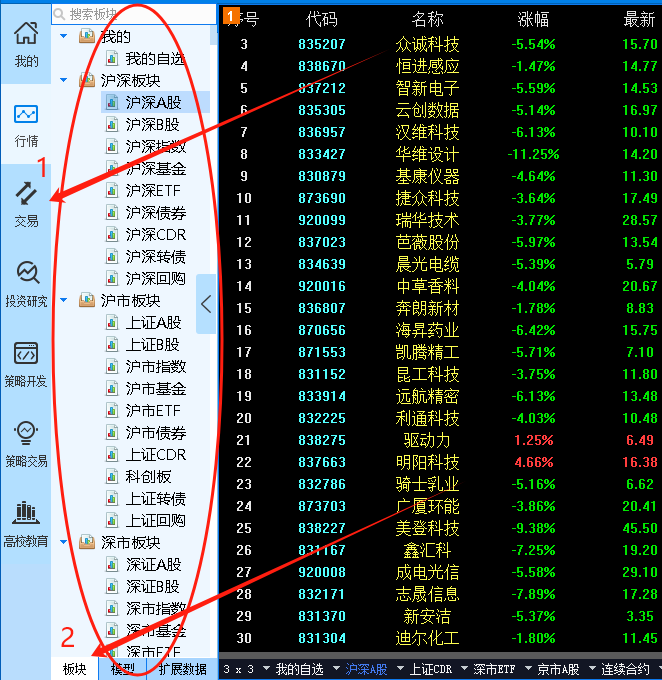 我的
行情
1
交易
投资研究
策略开发
策略交易
高校教育
搜索板块
我的
我的自选
沪深板块
沪深A股
沪深B股
沪深指数
沪深基金
沪深ETF
沪深债券
沪深CDR
沪深转债
沪深回购
沪市板块
上证A股
上证B股
沪市指数
沪市基金
沪市ETF
沪市债券
上证CDR
科创板
上证转债
上证回购
深市板块
深证A股
深证B股
深市指数
深市基金
深市ETF
2
板块 模型 扩展数据
1
序号 代码 名称 涨幅 最新
3 835207 众诚科技 -5.54% 15.70
4 838670 恒进感应 -1.47% 14.77
5 837212 智新电子 -5.59% 14.53
6 835305 云创数据 -5.14% 16.97
7 836957 汉维科技 -6.13% 10.10
8 833427 华维设计 -11.25% 14.20
9 830879 基康仪器 -4.64% 11.30
10 873690 捷众科技 -3.64% 17.49
11 920099 瑞华技术 -3.77% 28.57
12 837023 芭薇股份 -5.97% 13.54
13 834639 晨光电缆 -5.39% 5.79
14 920016 中草香料 -4.04% 20.67
15 836807 奔朗新材 -1.78% 8.83
16 870656 海昇药业 -6.42% 15.75
17 871553 凯腾精工 -5.71% 7.10
18 831152 昆工科技 -3.75% 11.80
19 833914 远航精密 -6.13% 13.48
20 832225 利通科技 -4.03% 10.48
21 838275 驱动力 1.25% 6.49
22 837663 明阳科技 4.66% 16.38
23 832786 骑士乳业 -5.16% 6.62
24 873703 广厦环能 -3.86% 20.41
25 838227 美登科技 -9.38% 45.50
26 831167 鑫汇科 -7.25% 19.20
27 920008 成电光信 -5.58% 29.10
28 832171 志晟信息 -7.89% 17.28
29 831370 新安洁 -5.37% 3.35
30 831304 迪尔化工 -1.80% 11.45
3 x 3 我的自选 沪深A股 上证CDR 深市ETF 京市A股 连续合约